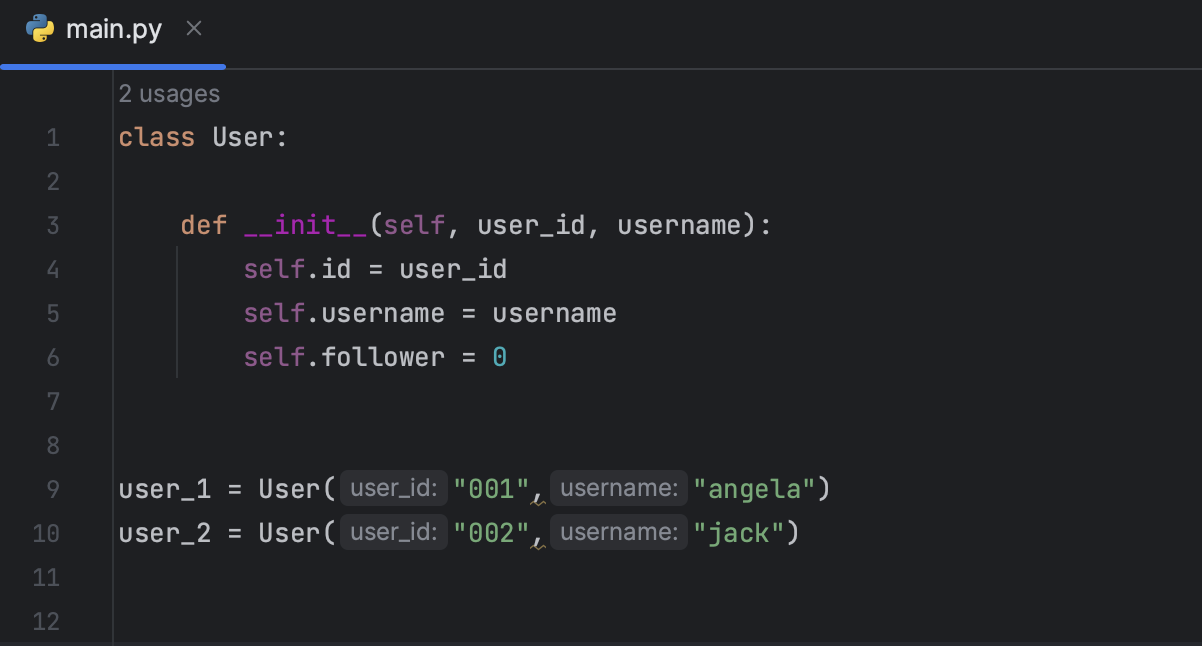 main.py
2 usages
1 class User:
2
3     def __init__(self, user_id, username):
4         self.id = user_id
5         self.username = username
6         self.follower = 0
7
8
9 user_1 = User( user_id: "001", username: "angela")
10 user_2 = User( user_id: "002", username: "jack")
11
12